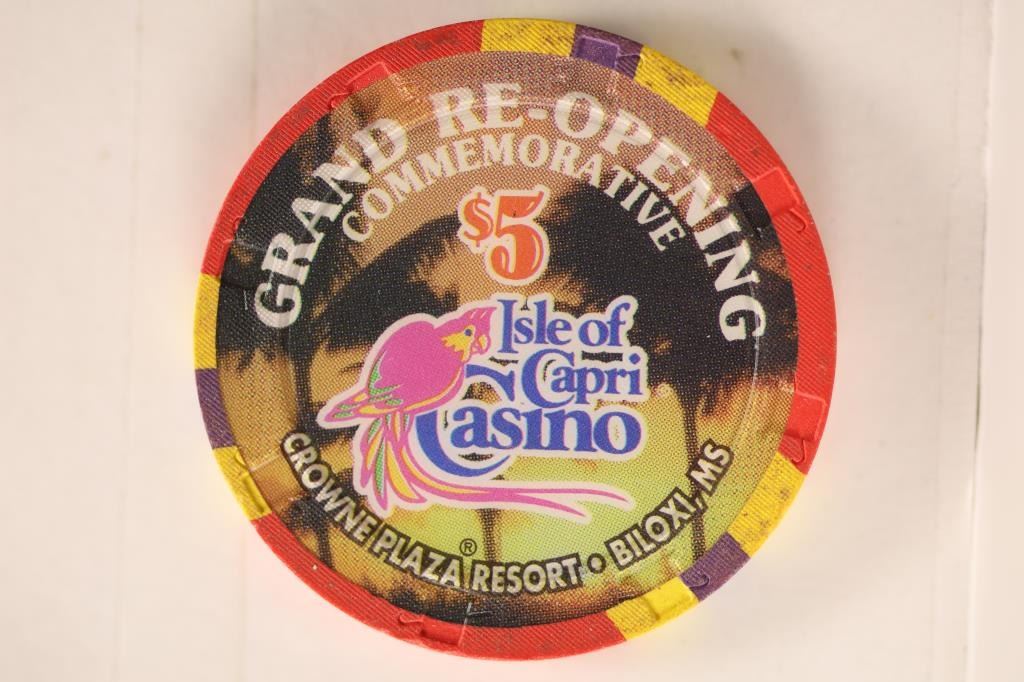 GRAND RE-OPENING
COMMEMORATIVE
$5
Isle of
Capri
Casino
CROWNE PLAZA® RESORT • BILOXI, MS